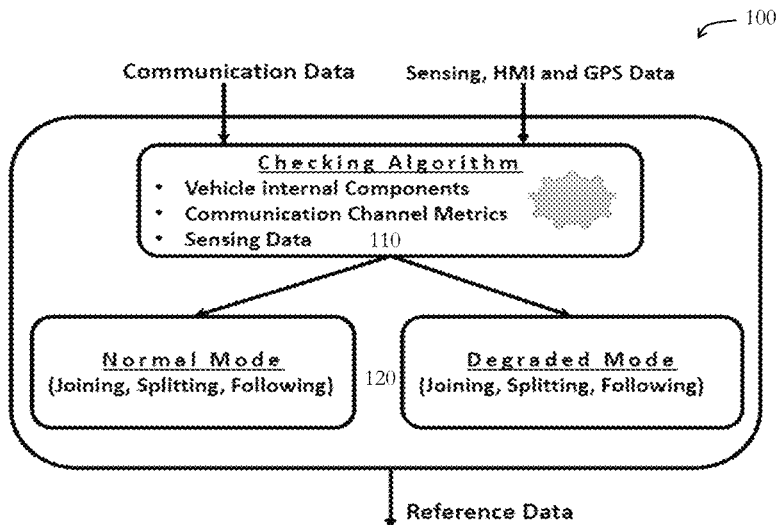 100
Communication Data
Sensing, HMI and GPS Data
Checking Algorithm
• Vehicle Internal Components
• Communication Channel Metrics
• Sensing Data 110
Normal Mode
(Joining, Splitting, Following)
120
Degraded Mode
(Joining, Splitting, Following)
Reference Data